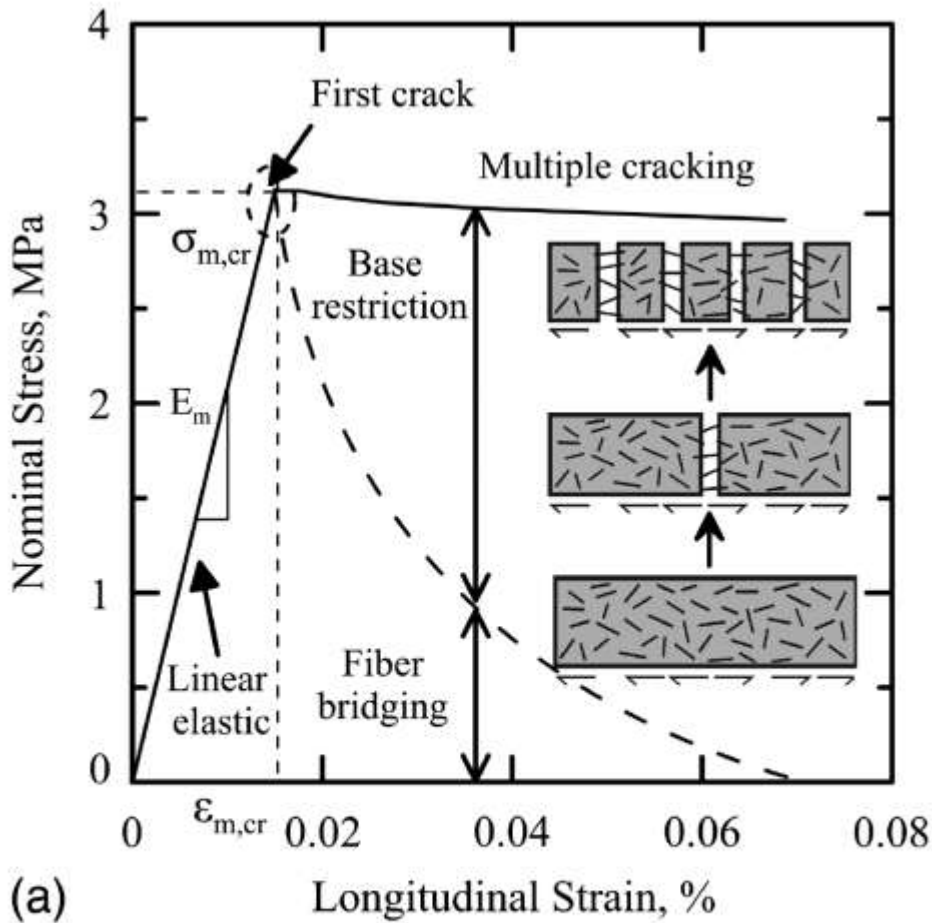 4
First crack
Multiple cracking
3
σm,cr
Base
restriction
Nominal Stress, MPa
2
Em
1
Linear
elastic
Fiber
bridging
0
εm,cr
0
0.02
0.04
0.06
0.08
(a)
Longitudinal Strain, %